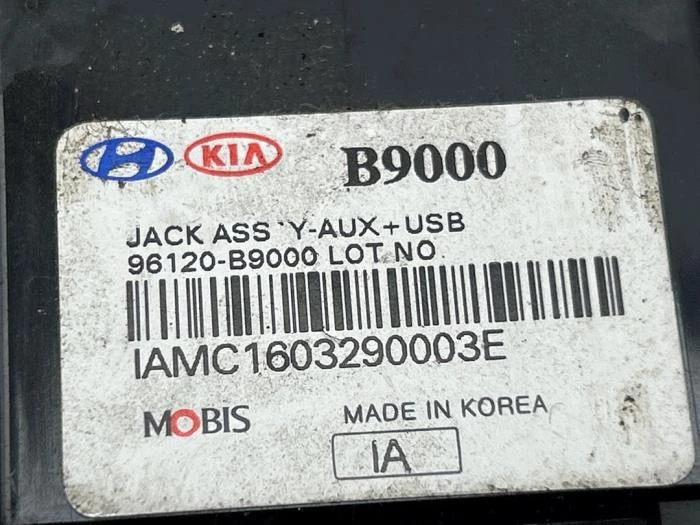 KIA B9000
JACK ASS'Y-AUX+USB
96120-B9000 LOT NO
IAMC1603290003E
MOBIS MADE IN KOREA
IA